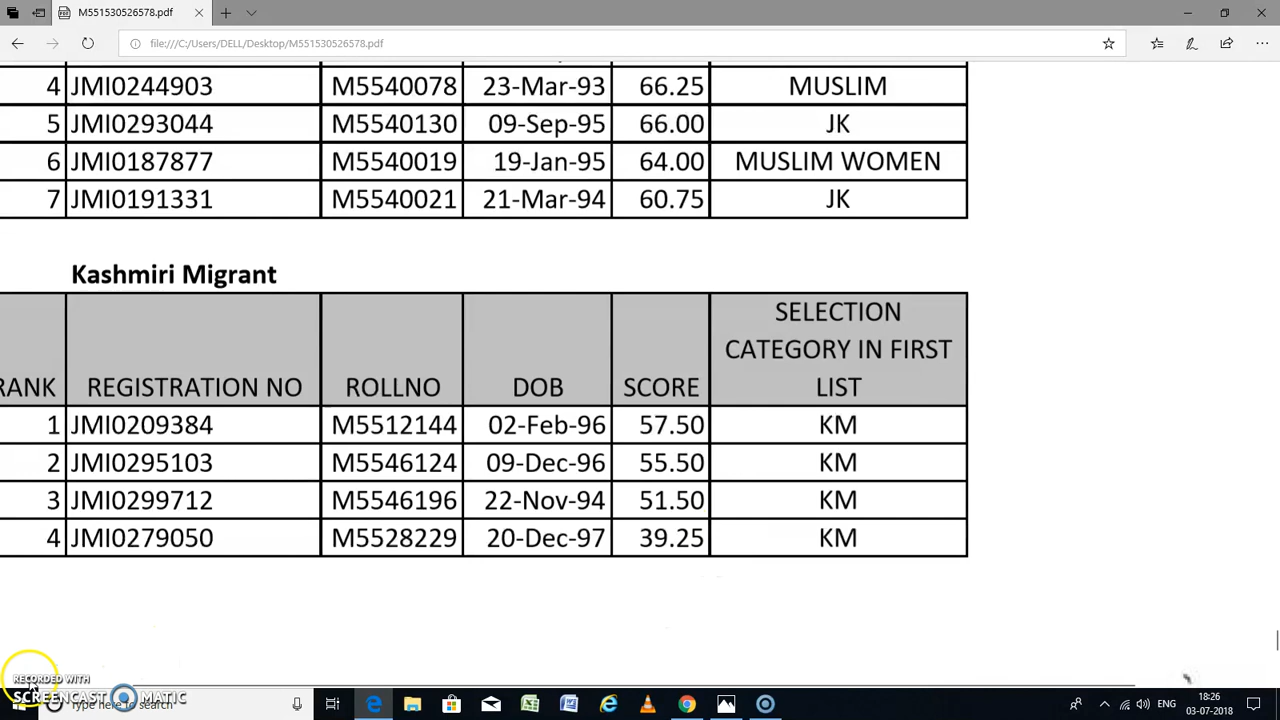 M551530526578.pdf
file:///C:/Users/DELL/Desktop/M551530526578.pdf
4 JMI0244903 M5540078 23-Mar-93 66.25 MUSLIM
5 JMI0293044 M5540130 09-Sep-95 66.00 JK
6 JMI0187877 M5540019 19-Jan-95 64.00 MUSLIM WOMEN
7 JMI0191331 M5540021 21-Mar-94 60.75 JK
Kashmiri Migrant
RANK REGISTRATION NO ROLLNO DOB SCORE SELECTION
CATEGORY IN FIRST
LIST
1 JMI0209384 M5512144 02-Feb-96 57.50 KM
2 JMI0295103 M5546124 09-Dec-96 55.50 KM
3 JMI0299712 M5546196 22-Nov-94 51.50 KM
4 JMI0279050 M5528229 20-Dec-97 39.25 KM
RECORDED WITH
SCREENCAST MATIC
Type here to search
ENG
18:26
03-07-2018